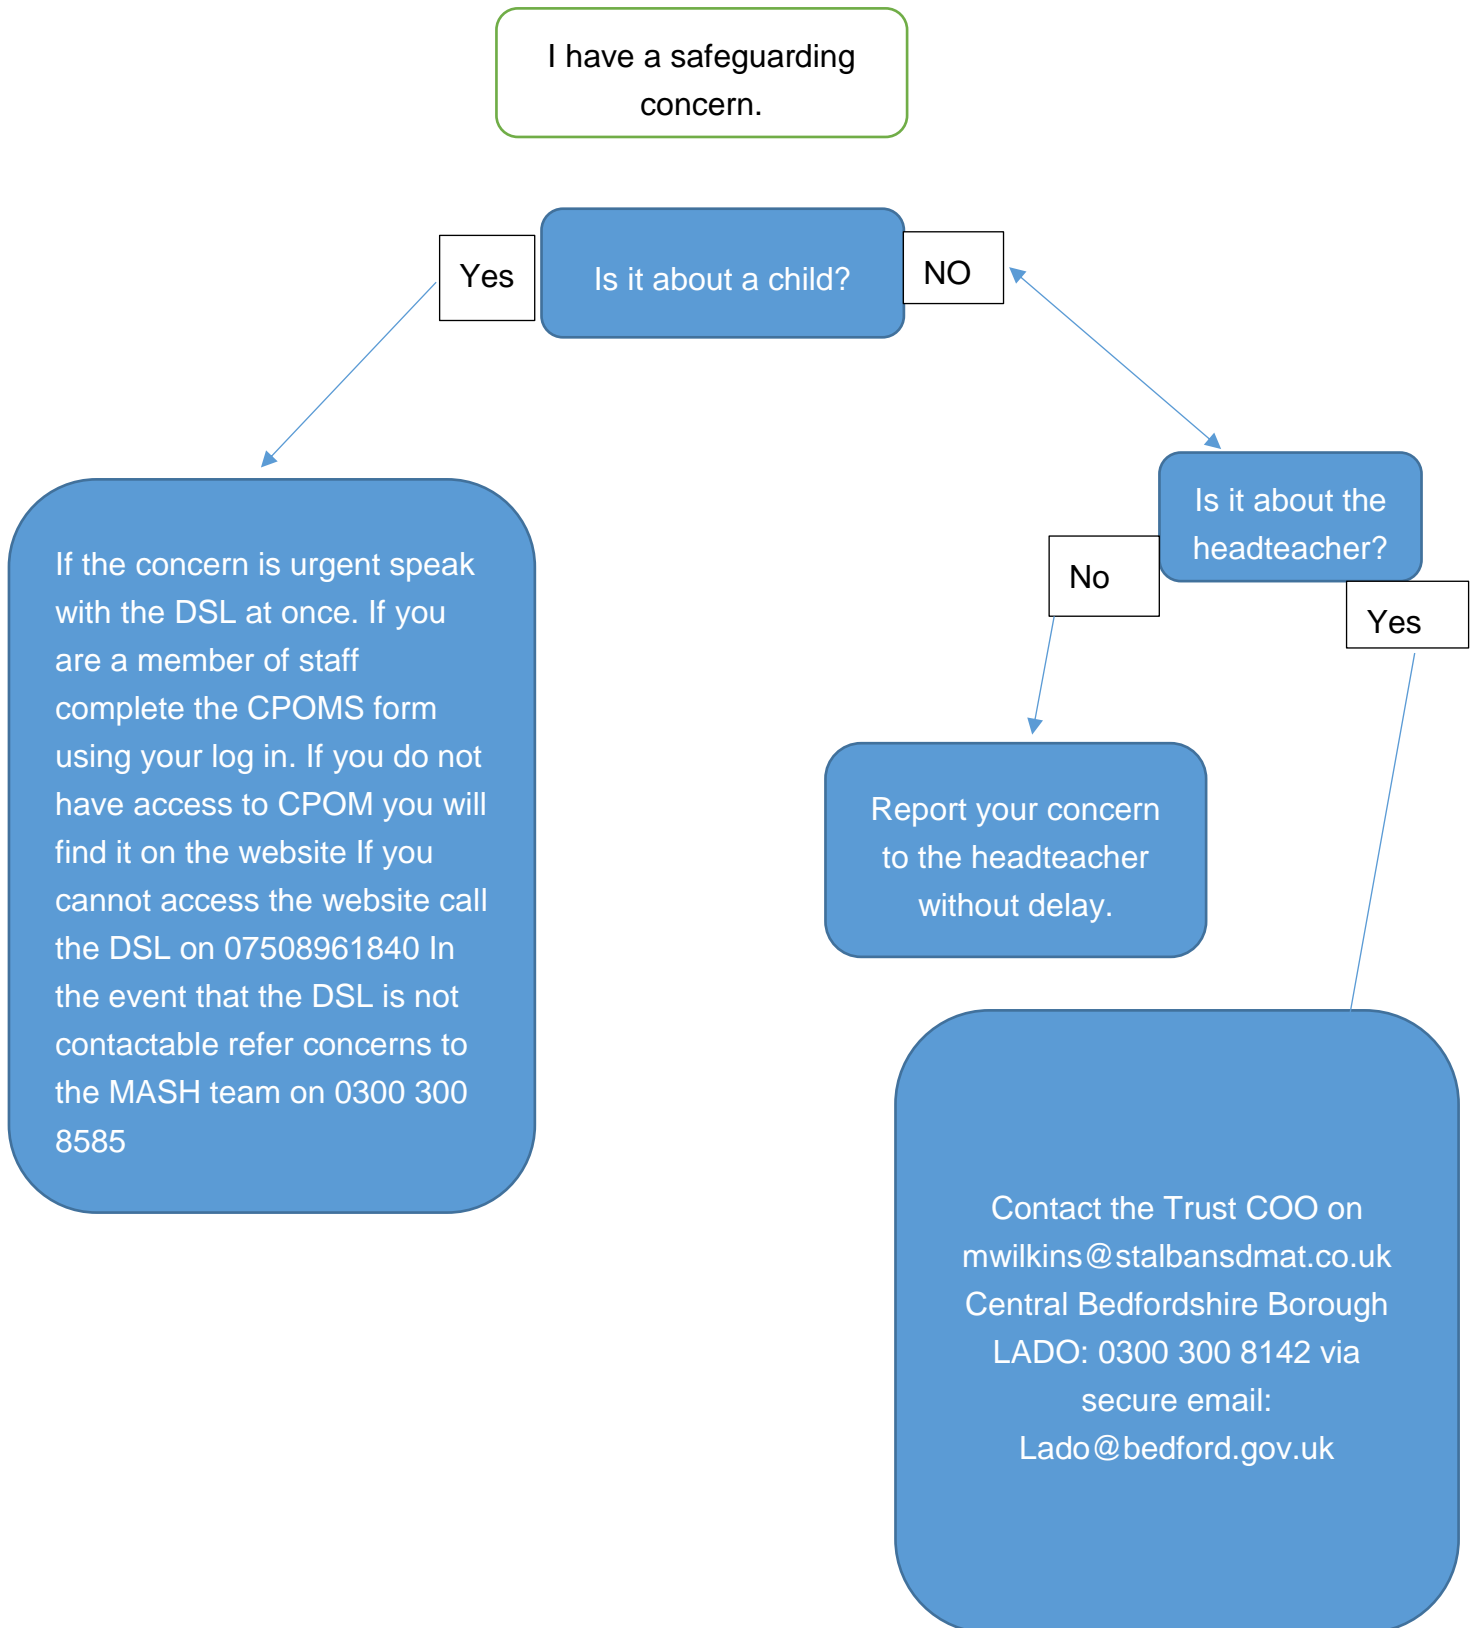 I have a safeguarding
concern.
Yes
Is it about a child?
NO
If the concern is urgent speak
with the DSL at once. If you
are a member of staff
complete the CPOMS form
using your log in. If you do not
have access to CPOM you will
find it on the website If you
cannot access the website call
the DSL on 07508961840 In
the event that the DSL is not
contactable refer concerns to
the MASH team on 0300 300
8585
Is it about the
headteacher?
No
Yes
Report your concern
to the headteacher
without delay.
Contact the Trust COO on
mwilkins@stalbansdmat.co.uk
Central Bedfordshire Borough
LADO: 0300 300 8142 via
secure email:
Lado@bedford.gov.uk